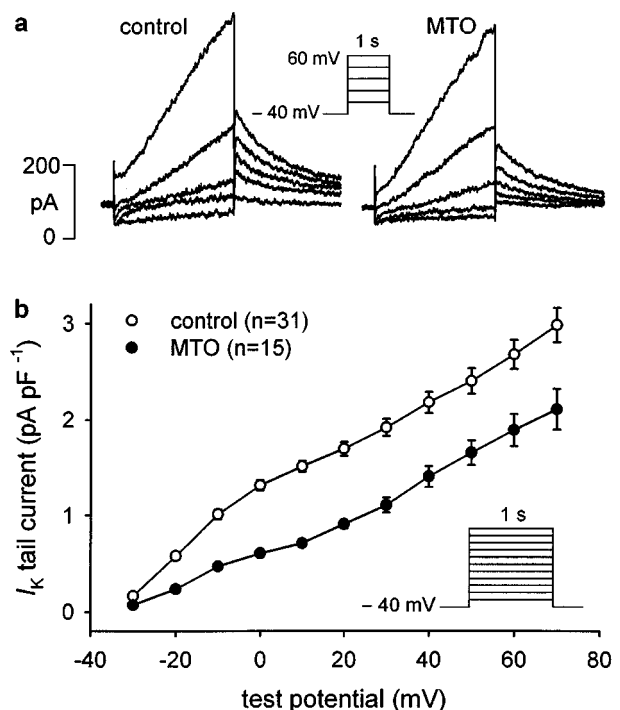 a
control
MTO
1 s
60 mV
– 40 mV
200
pA
0
b
control (n=31)
MTO (n=15)
I_K tail current (pA pF⁻¹)
3
2
1
0
1 s
– 40 mV
-40 -20 0 20 40 60 80
test potential (mV)